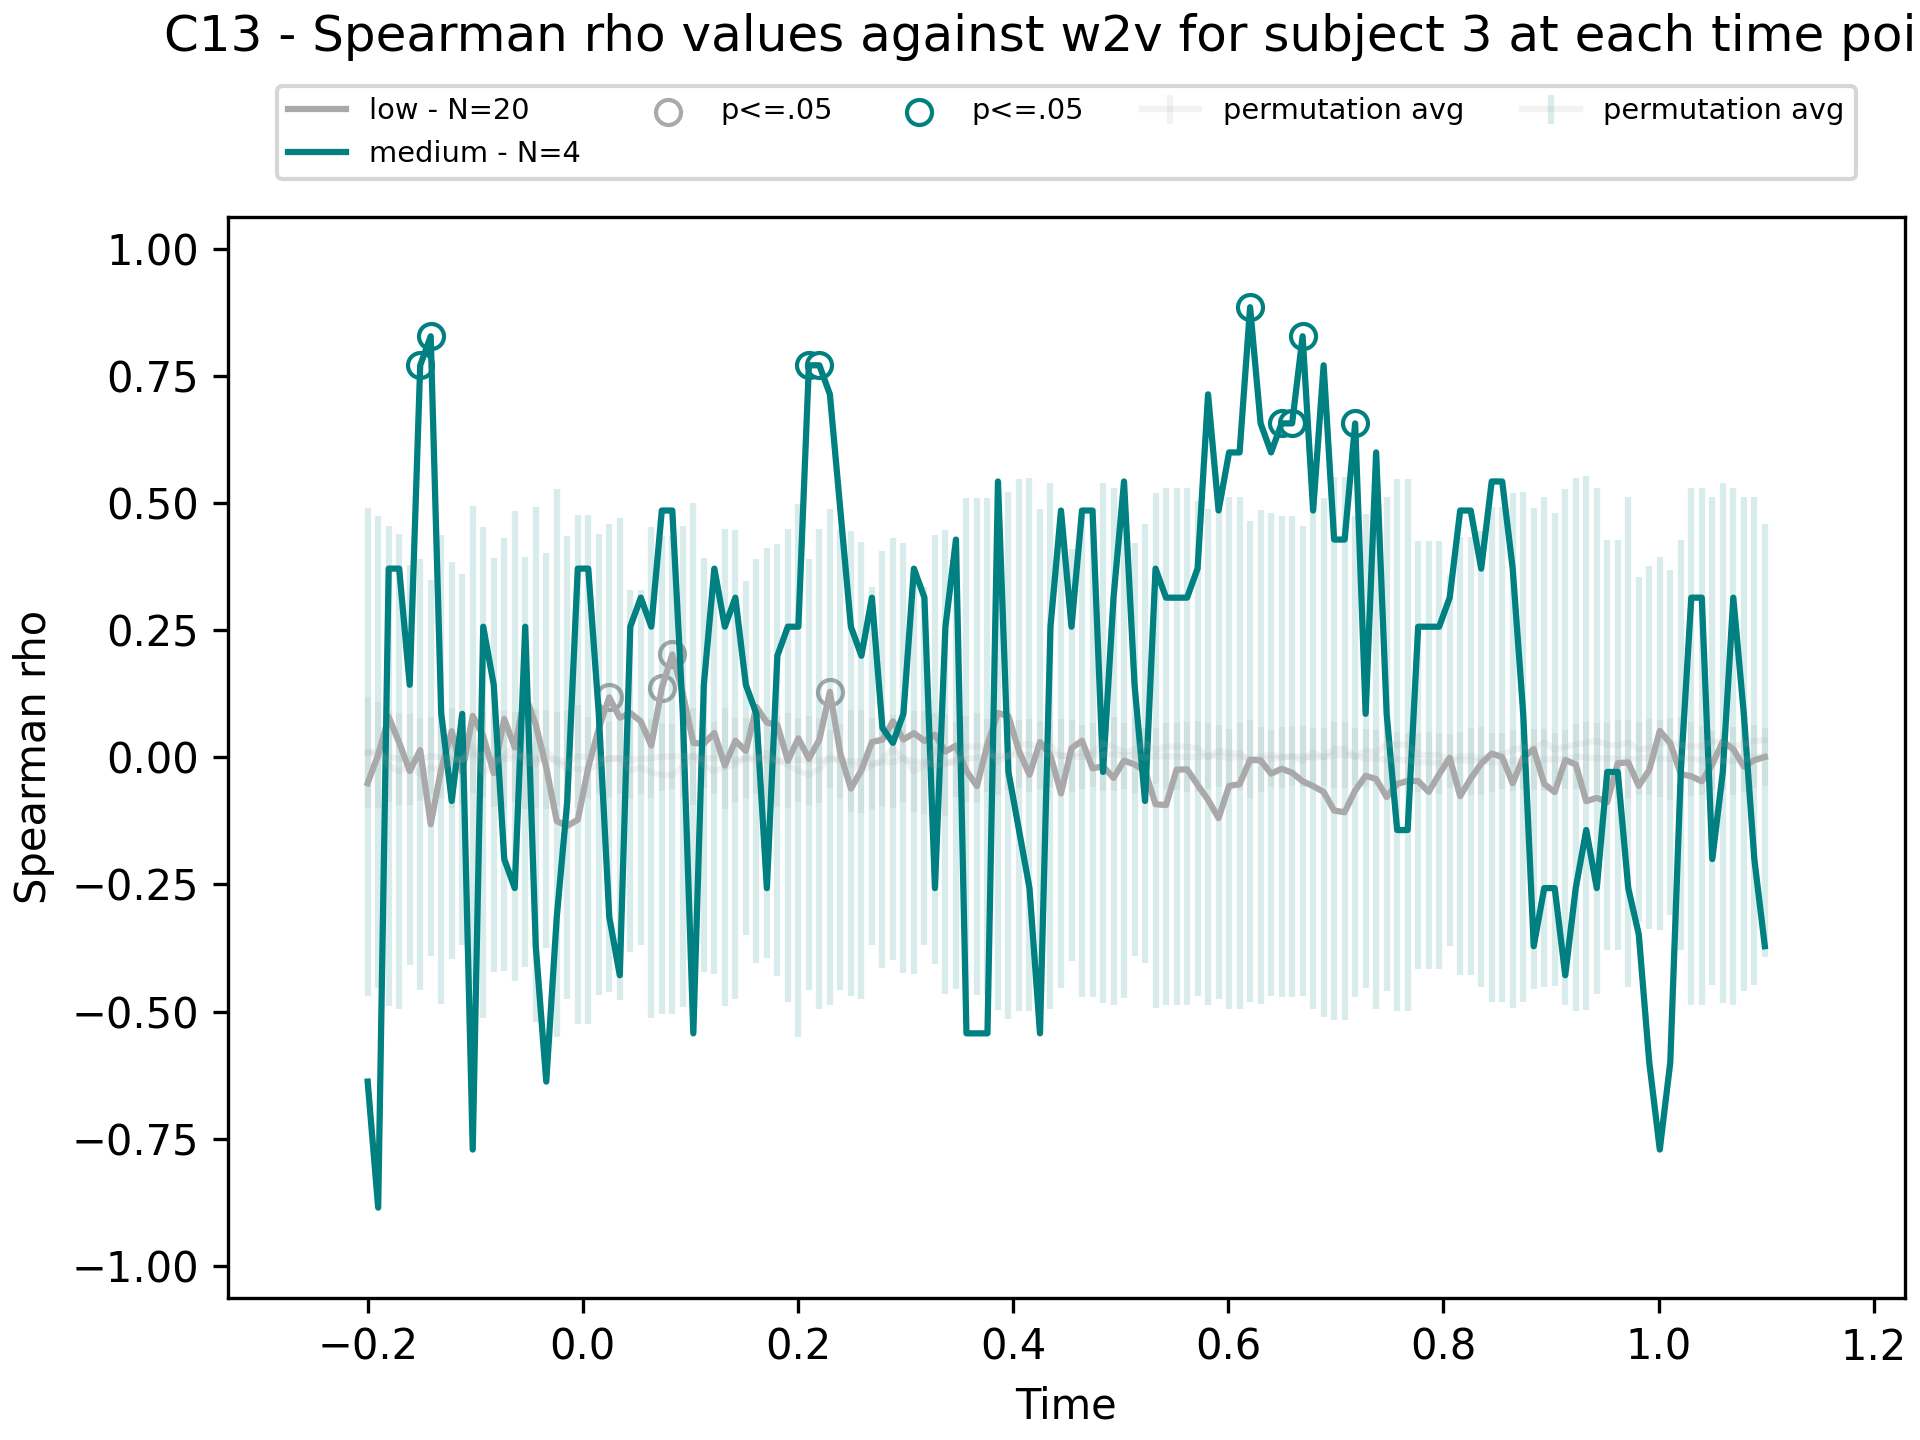 C13 - Spearman rho values against w2v for subject 3 at each time poi
low - N=20
medium - N=4
p<=.05
p<=.05
permutation avg
permutation avg
Spearman rho
1.00
0.75
0.50
0.25
0.00
−0.25
−0.50
−0.75
−1.00
−0.2
0.0
0.2
0.4
0.6
0.8
1.0
1.2
Time